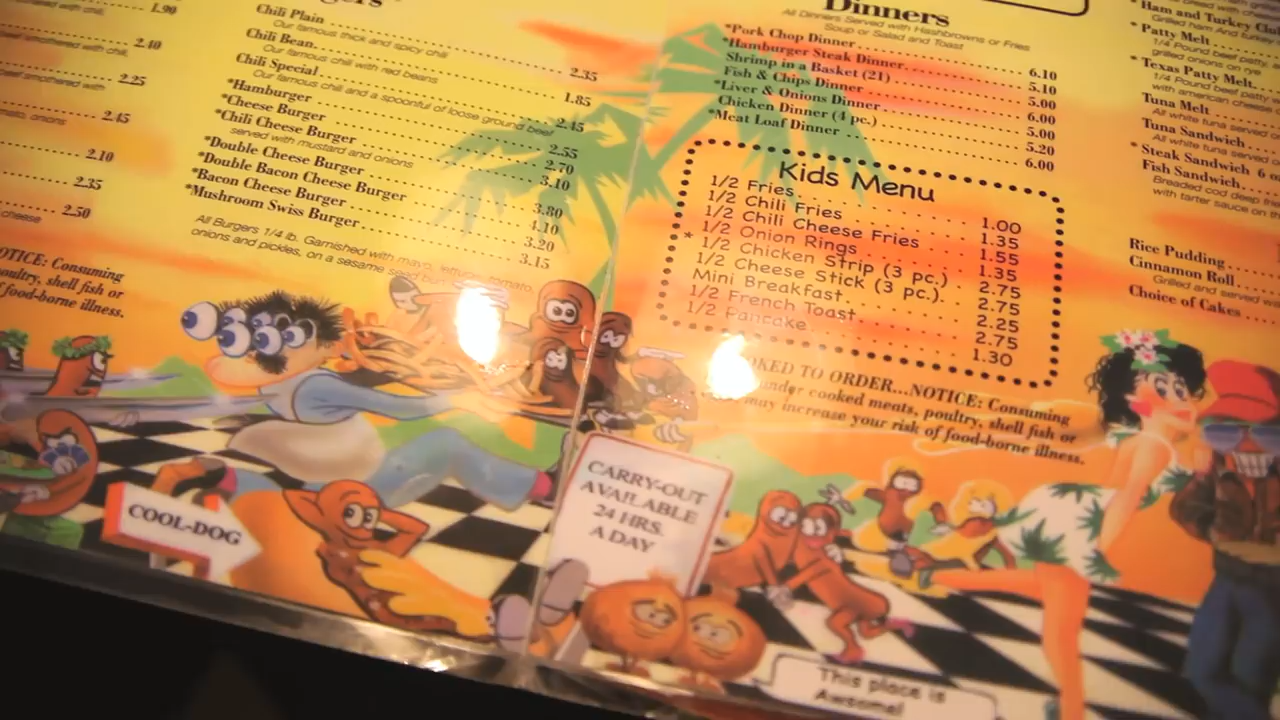 1.90
2.40
2.25
2.45
2.10
2.35
2.50
OTICE: Consuming
oultry, shell fish or
food-borne illness.
Chili Plain 2.35
Our famous thick and spicy chili
Chili Bean 1.85
Our famous chili with red beans
Chili Special 2.45
Our famous chili and a spoonful of loose ground beef
*Hamburger 2.55
*Cheese Burger 2.70
*Chili Cheese Burger 3.10
served with mustard and onions
*Double Cheese Burger 3.80
*Double Bacon Cheese Burger 4.10
*Bacon Cheese Burger 3.20
*Mushroom Swiss Burger 3.15
All Burgers 1/4 lb. Garnished with mayo, lettuce, tomato,
onions and pickles, on a sesame seed bun
Dinners
All Dinners Served with Hashbrowns or Fries
Soup or Salad and Toast
*Pork Chop Dinner 6.10
*Hamburger Steak Dinner 5.10
Shrimp in a Basket (21) 5.00
Fish & Chips Dinner 6.00
*Liver & Onions Dinner 5.00
Chicken Dinner (4 pc.) 5.20
*Meat Loaf Dinner 6.00
Kids Menu
1/2 Fries 1.00
1/2 Chili Fries 1.35
1/2 Chili Cheese Fries 1.55
1/2 Onion Rings 1.35
* 1/2 Chicken Strip (3 pc.) 2.75
1/2 Cheese Stick (3 pc.) 2.75
Mini Breakfast 2.25
1/2 French Toast 2.75
1/2 Pancake 1.30
OKED TO ORDER...NOTICE: Consuming
under cooked meats, poultry, shell fish or
may increase your risk of food-borne illness.
* Ham and Turkey Clu
Grilled ham And turkey
* Patty Melt
1/4 Pound beef patty, a
grilled onions on rye
* Texas Patty Melt
1/4 Pound beef patty
with american cheese
Tuna Melt
All white tuna served
Tuna Sandwich
All white tuna served
* Steak Sandwich 6
Fish Sandwich
Breaded cod deep frie
with tarter sauce on
Rice Pudding
Cinnamon Roll
Grilled and served w
Choice of Cakes
COOL-DOG
CARRY-OUT
AVAILABLE
24 HRS.
A DAY
This place is
Awsome!